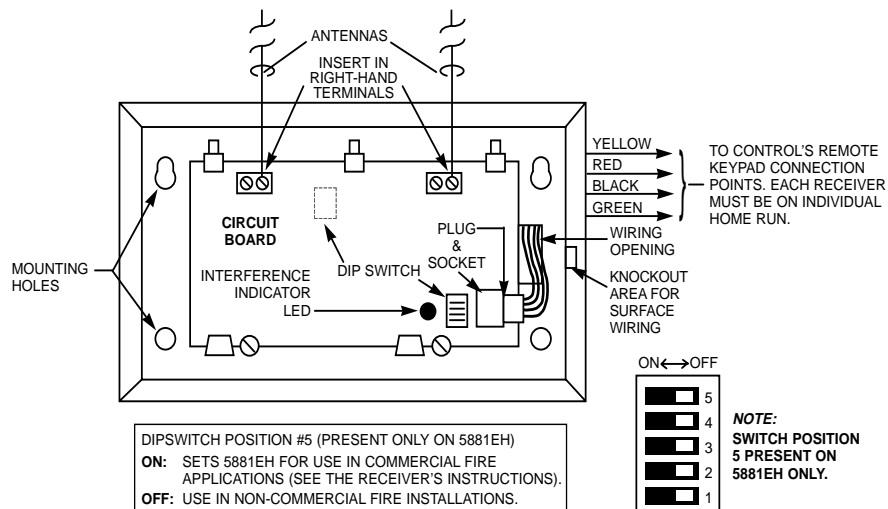 ANTENNAS
INSERT IN
RIGHT-HAND
TERMINALS
YELLOW
RED
BLACK
GREEN
TO CONTROL'S REMOTE
KEYPAD CONNECTION
POINTS. EACH RECEIVER
MUST BE ON INDIVIDUAL
HOME RUN.
CIRCUIT
BOARD
PLUG
&
SOCKET
WIRING
OPENING
MOUNTING
HOLES
INTERFERENCE
INDICATOR
LED
DIP SWITCH
KNOCKOUT
AREA FOR
SURFACE
WIRING
ON↔OFF
5
4
3
2
1
NOTE:
SWITCH POSITION
5 PRESENT ON
5881EH ONLY.
DIPSWITCH POSITION #5 (PRESENT ONLY ON 5881EH)
ON: SETS 5881EH FOR USE IN COMMERCIAL FIRE
APPLICATIONS (SEE THE RECEIVER'S INSTRUCTIONS).
OFF: USE IN NON-COMMERCIAL FIRE INSTALLATIONS.